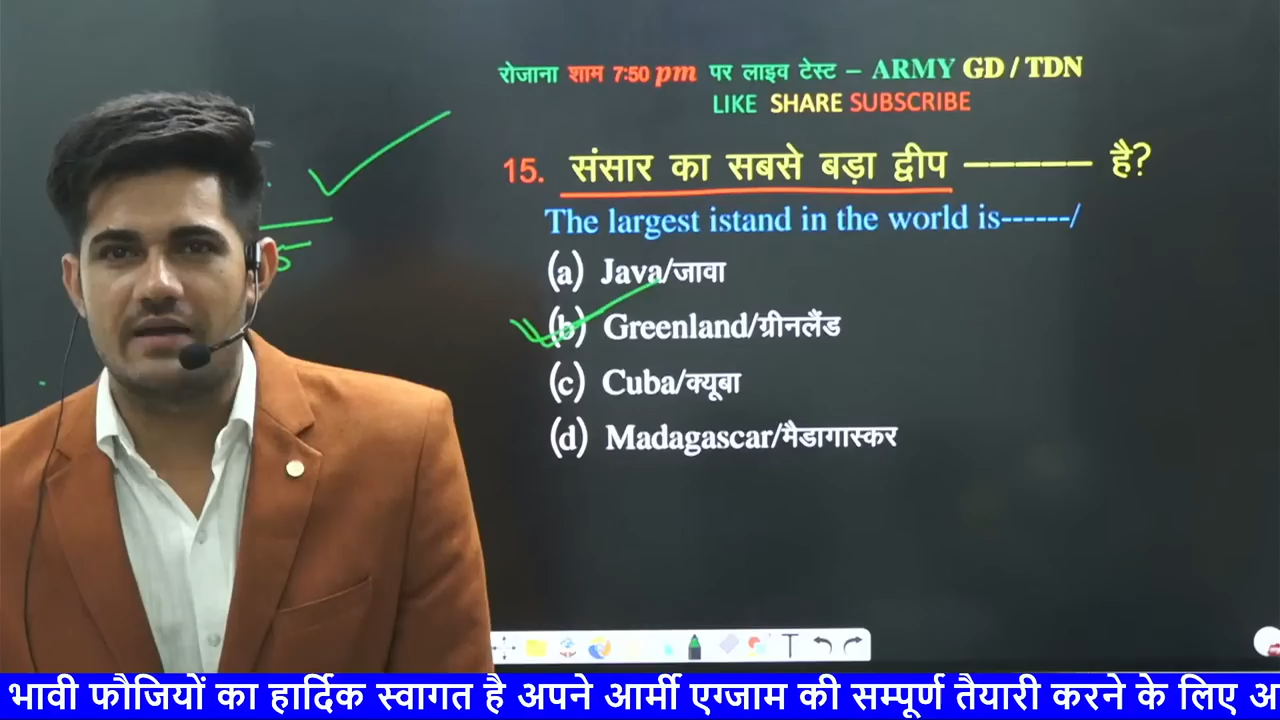 रोजाना शाम 7:50 pm पर लाइव टेस्ट – ARMY GD / TDN
LIKE SHARE SUBSCRIBE
15. संसार का सबसे बड़ा द्वीप ––––– है?
The largest istand in the world is------/
(a) Java/जावा
(b) Greenland/ग्रीनलैंड
(c) Cuba/क्यूबा
(d) Madagascar/मैडागास्कर
T
भावी फौजियों का हार्दिक स्वागत है अपने आर्मी एग्जाम की सम्पूर्ण तैयारी करने के लिए अ